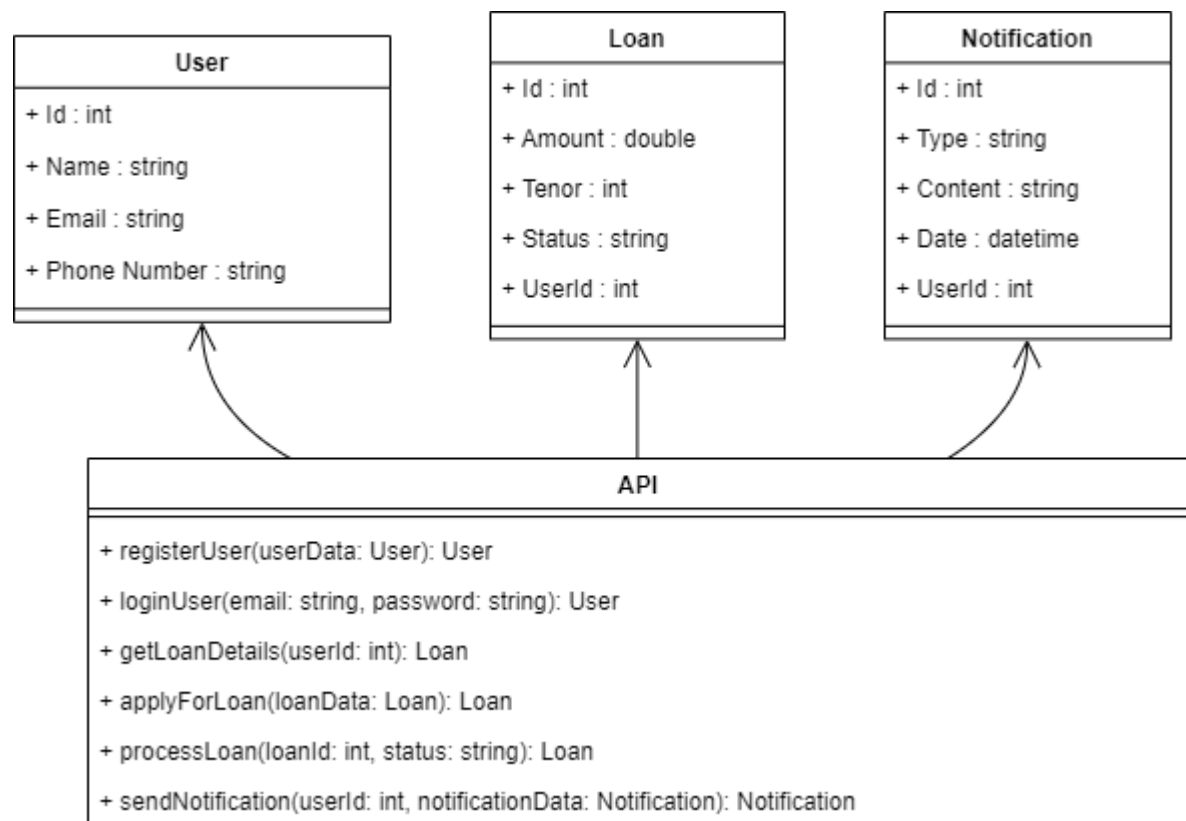 User
+ Id : int
+ Name : string
+ Email : string
+ Phone Number : string
Loan
+ Id : int
+ Amount : double
+ Tenor : int
+ Status : string
+ UserId : int
Notification
+ Id : int
+ Type : string
+ Content : string
+ Date : datetime
+ UserId : int
API
+ registerUser(userData: User): User
+ loginUser(email: string, password: string): User
+ getLoanDetails(userId: int): Loan
+ applyForLoan(loanData: Loan): Loan
+ processLoan(loanId: int, status: string): Loan
+ sendNotification(userId: int, notificationData: Notification): Notification